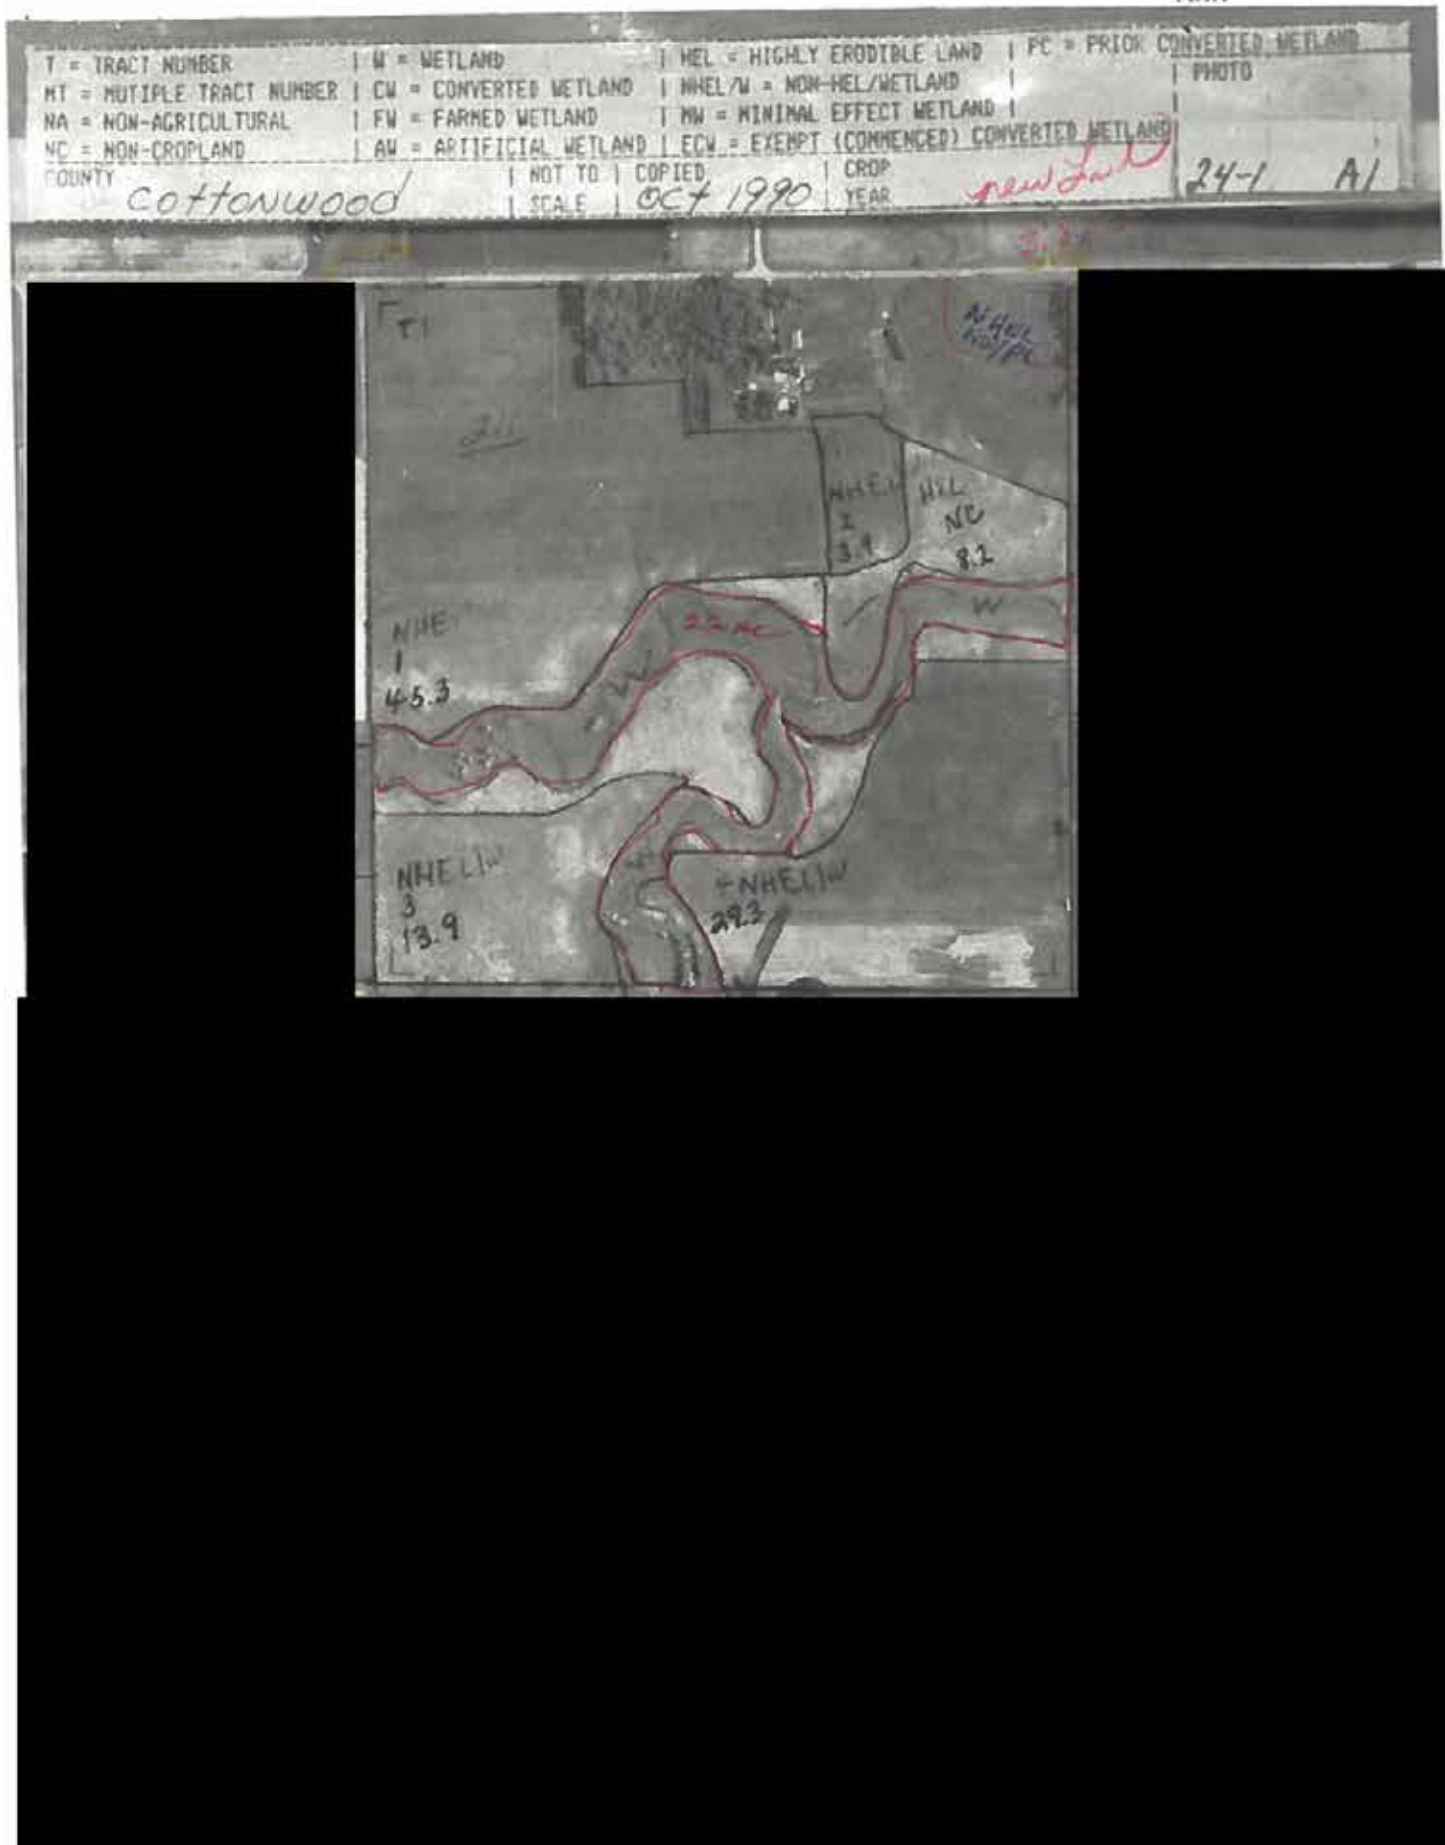 T = TRACT NUMBER | W = WETLAND | HEL = HIGHLY ERODIBLE LAND | PC = PRIOR CONVERTED WETLAND
MT = MUTIPLE TRACT NUMBER | CW = CONVERTED WETLAND | NHEL/W = NON-HEL/WETLAND | | PHOTO
NA = NON-AGRICULTURAL | FW = FARMED WETLAND | MW = MINIMAL EFFECT WETLAND |
NC = NON-CROPLAND | AW = ARTIFICIAL WETLAND | ECW = EXEMPT (COMMENCED) CONVERTED WETLAND
COUNTY Cottonwood | NOT TO SCALE | COPIED Oct 1990 | CROP YEAR
24-1 A1
T1
NHEL
2
3.9
HEL
NC
8.2
W
22 AC
W
NHE
1
45.3
NHEL/W
3
13.9
4 NHEL/W
29.3